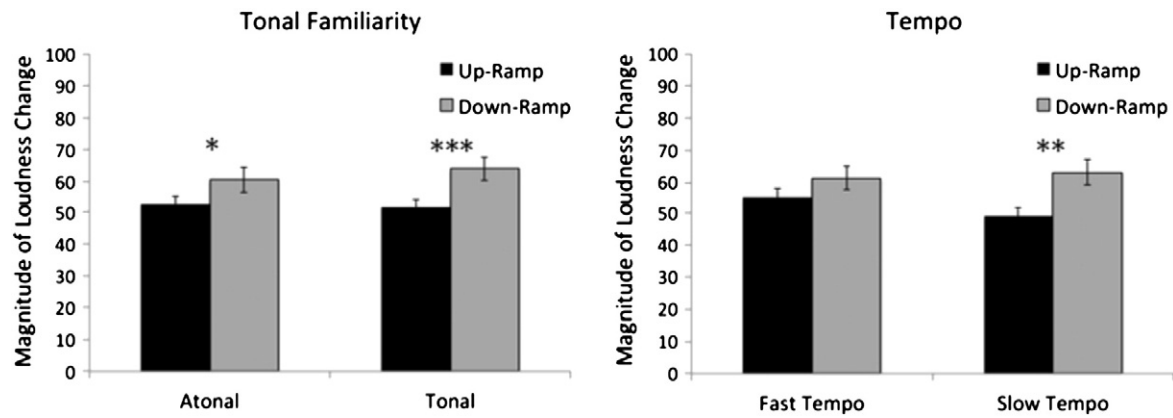 Tonal Familiarity
Magnitude of Loudness Change
100
90
80
70
60
50
40
30
20
10
0
Up-Ramp
Down-Ramp
*
***
Atonal
Tonal
Tempo
Magnitude of Loudness Change
100
90
80
70
60
50
40
30
20
10
0
Up-Ramp
Down-Ramp
**
Fast Tempo
Slow Tempo